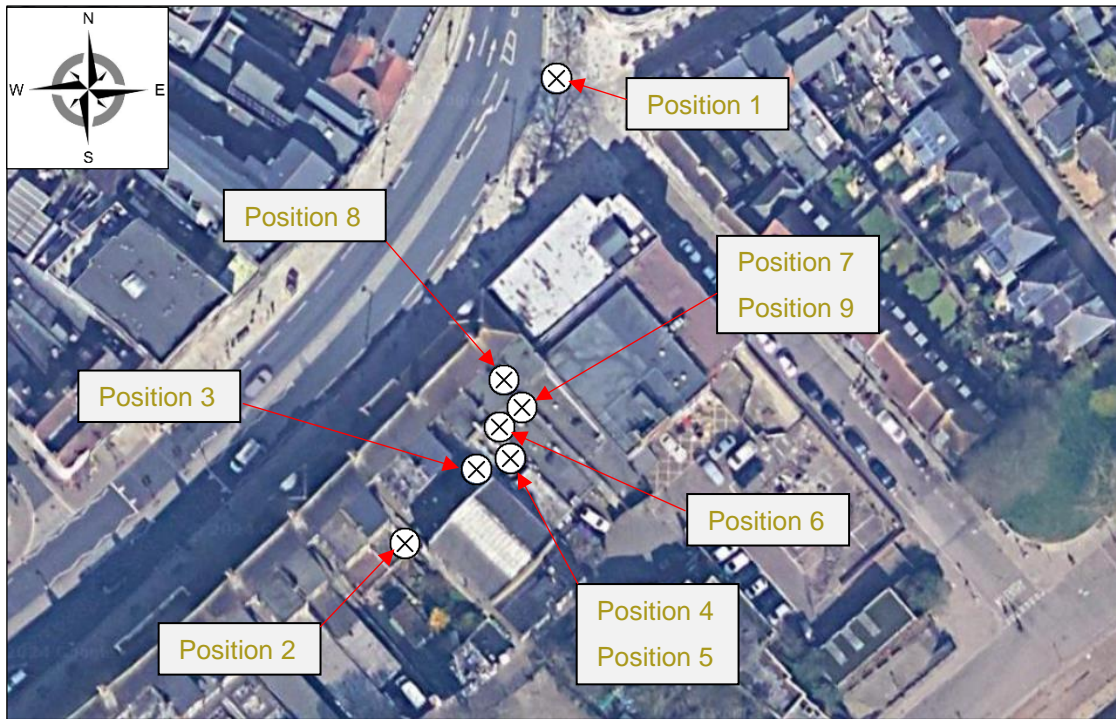 N
W
E
S
Position 1
Position 8
Position 7
Position 9
Position 3
Position 6
Position 4
Position 5
Position 2